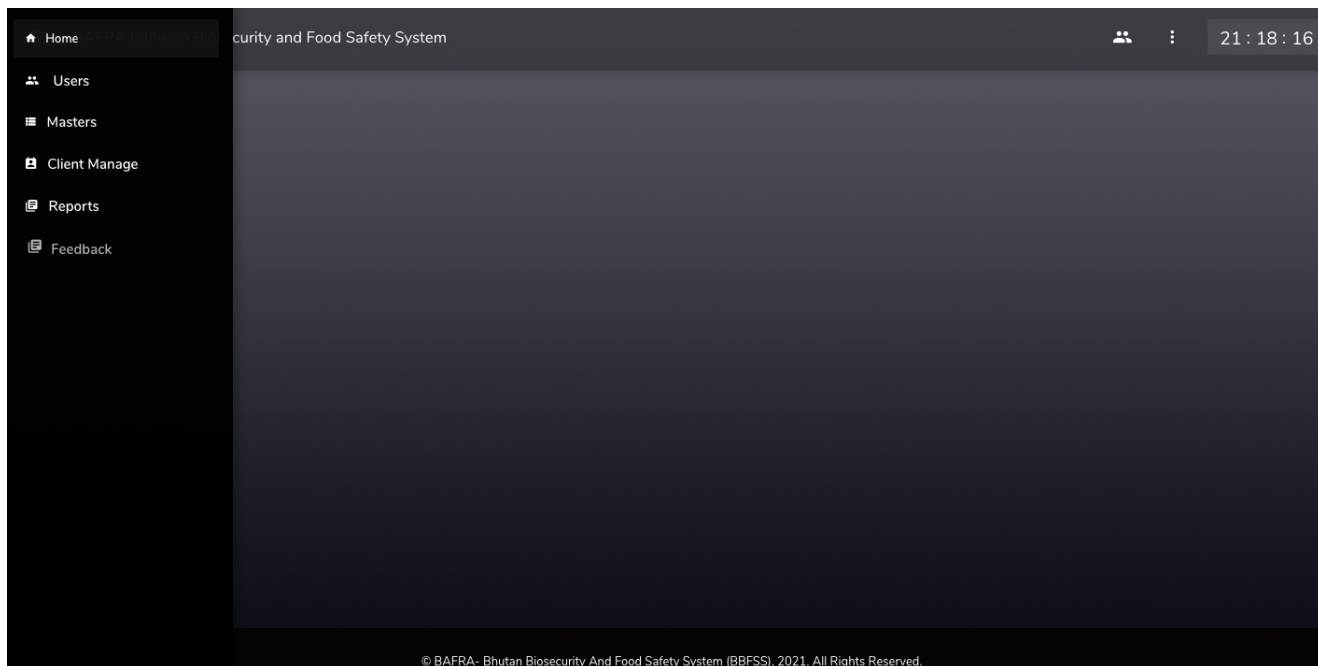 Home
curity and Food Safety System
21 : 18 : 16
Users
Masters
Client Manage
Reports
Feedback
© BAFRA- Bhutan Biosecurity And Food Safety System (BBFSS), 2021. All Rights Reserved.